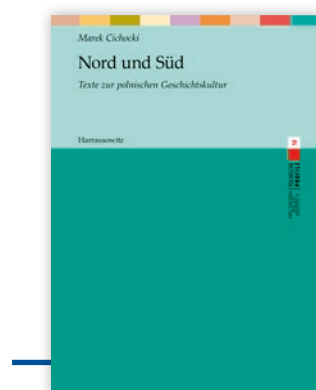 Marek Cichocki
Nord und Süd
Texte zur polnischen Geschichtskultur
Harrassowitz